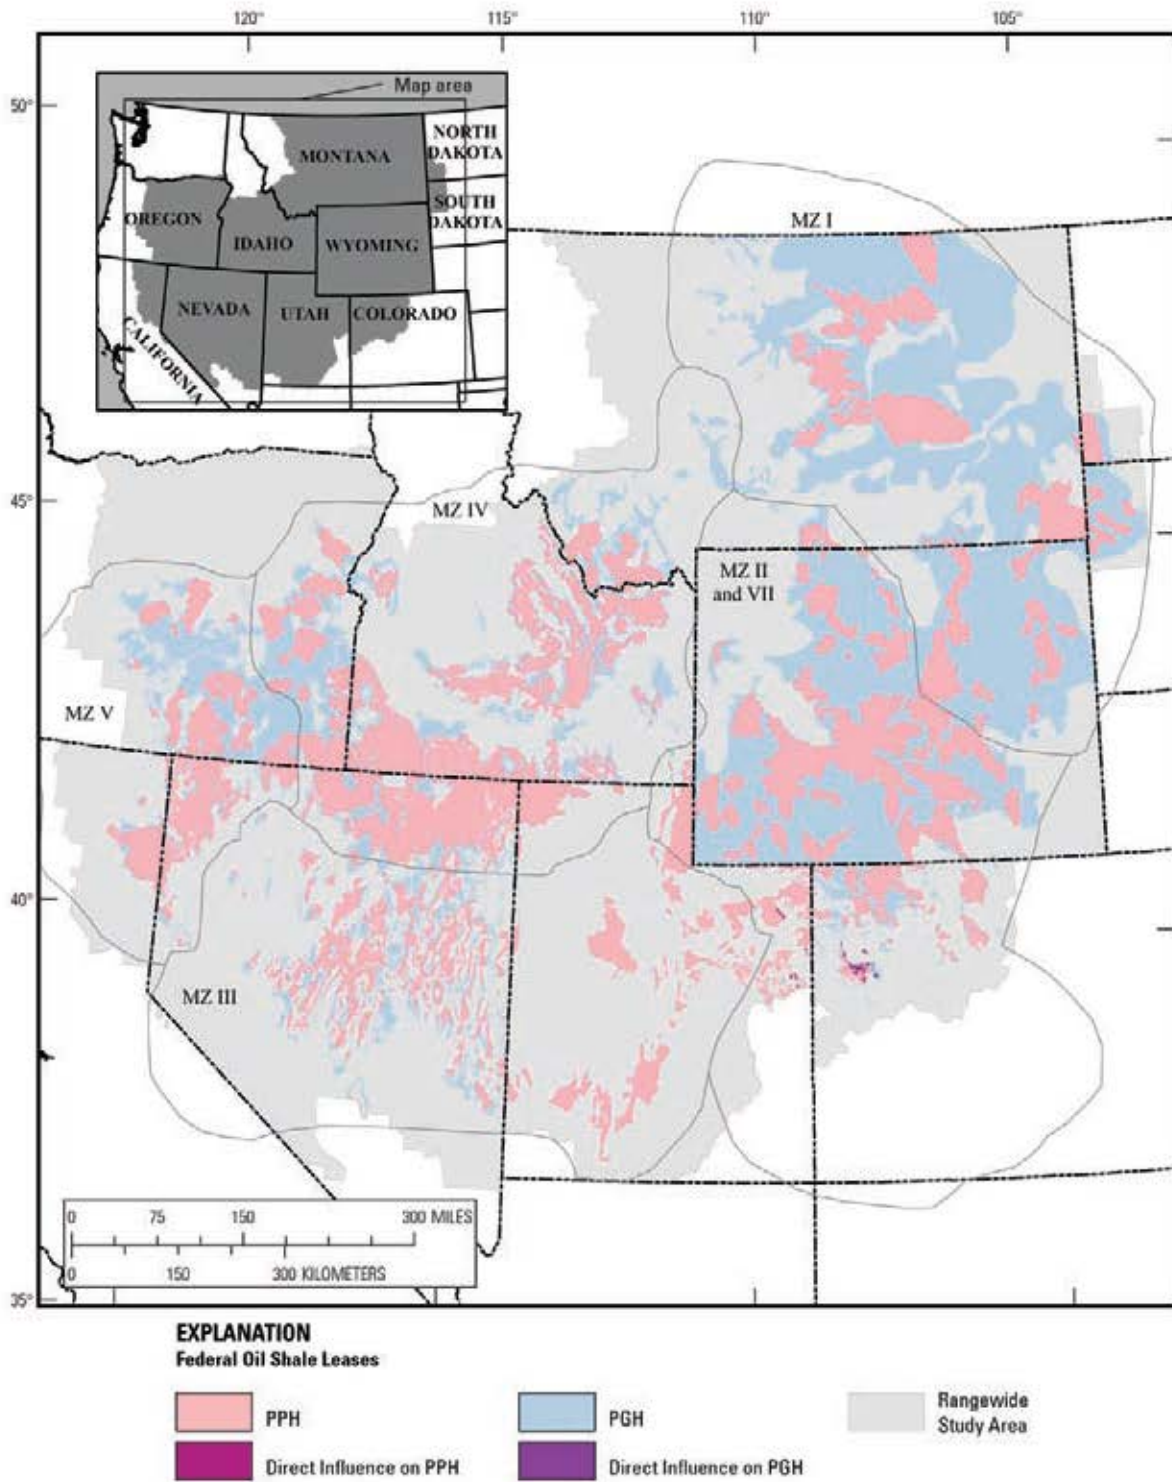 120° 115° 110° 105°
50°
Map area
NORTH
DAKOTA
MONTANA
SOUTH
DAKOTA
OREGON
IDAHO
WYOMING
NEVADA
UTAH
COLORADO
CALIFORNIA
MZ I
45°
MZ IV
MZ II
and VII
MZ V
40°
MZ III
0 75 150 300 MILES
0 150 300 KILOMETERS
35°
EXPLANATION
Federal Oil Shale Leases
PPH
PGH
Rangewide
Study Area
Direct Influence on PPH
Direct Influence on PGH